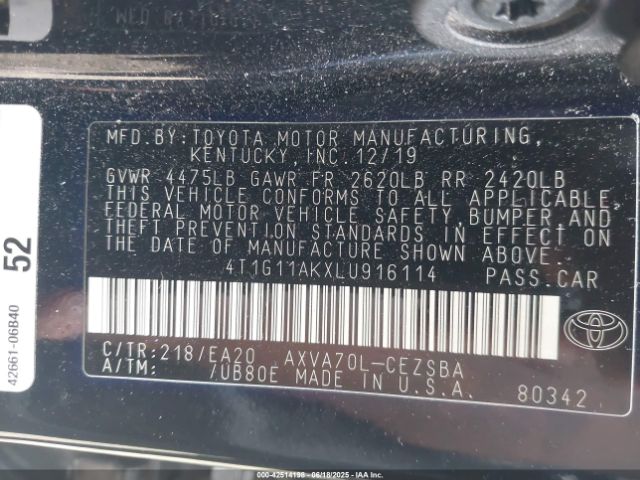 MFD.BY:TOYOTA MOTOR MANUFACTURING,
KENTUCKY, INC.12/19
GVWR 4475LB GAWR FR 2620LB RR 2420LB
THIS VEHICLE CONFORMS TO ALL APPLICABLE
FEDERAL MOTOR VEHICLE SAFETY,BUMPER AND
THEFT PREVENTION STANDARDS IN EFFECT ON
THE DATE OF MANUFACTURE SHOWN ABOVE.
4T1G11AKXLU916114 PASS.CAR
C/TR:218/EA20 AXVA70L-CEZSBA
A/TM: /UB80E MADE IN U.S.A.
80342
52
42661-06B40
000-42514198 - 06/18/2025 - IAAI.COM